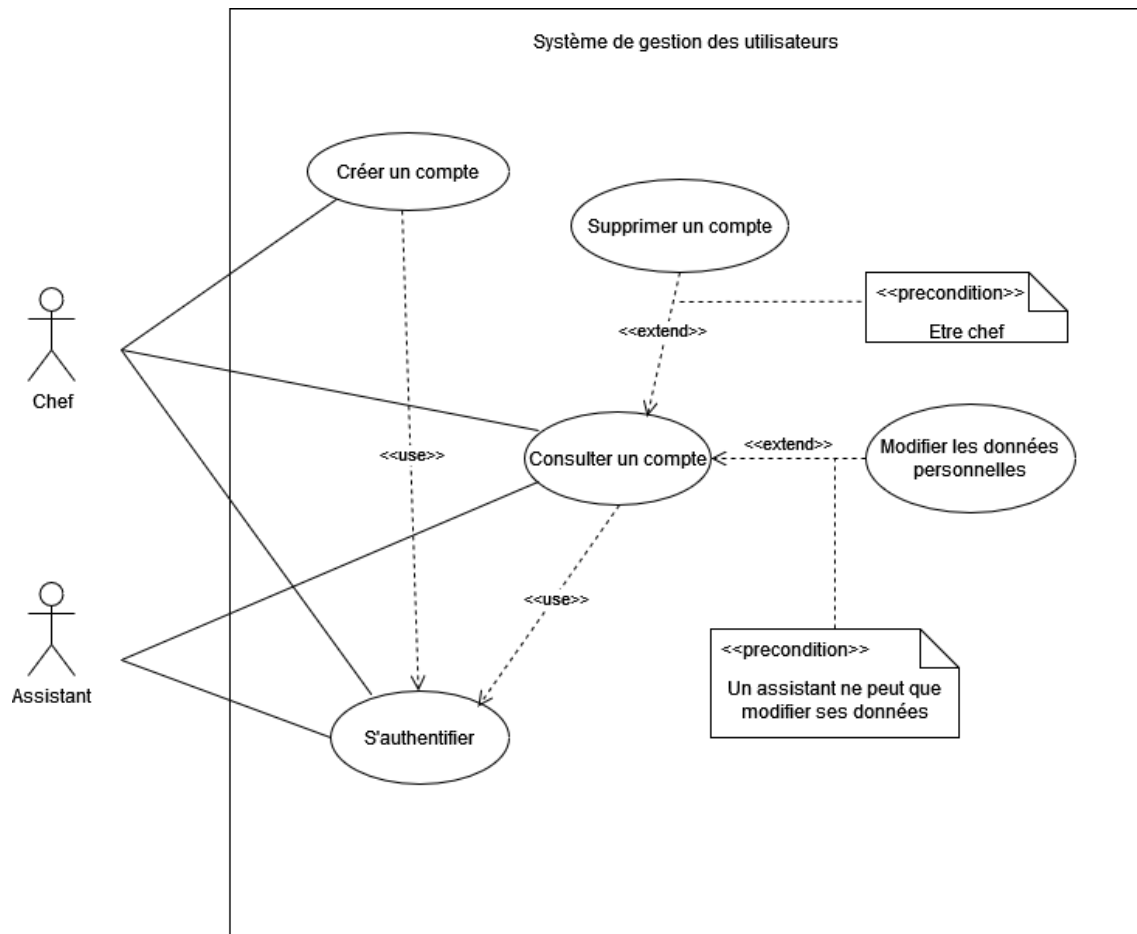 Système de gestion des utilisateurs
Créer un compte
Supprimer un compte
<<precondition>>
Etre chef
<<extend>>
Chef
<<use>>
Consulter un compte
<<extend>>
Modifier les données
personnelles
<<use>>
<<precondition>>
Un assistant ne peut que
modifier ses données
Assistant
S'authentifier